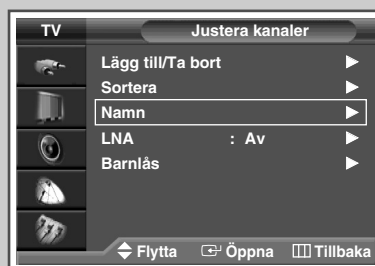 TV Justera kanaler
Lägg till/Ta bort
Sortera
Namn
LNA : Av
Barnlås
Flytta Öppna Tillbaka